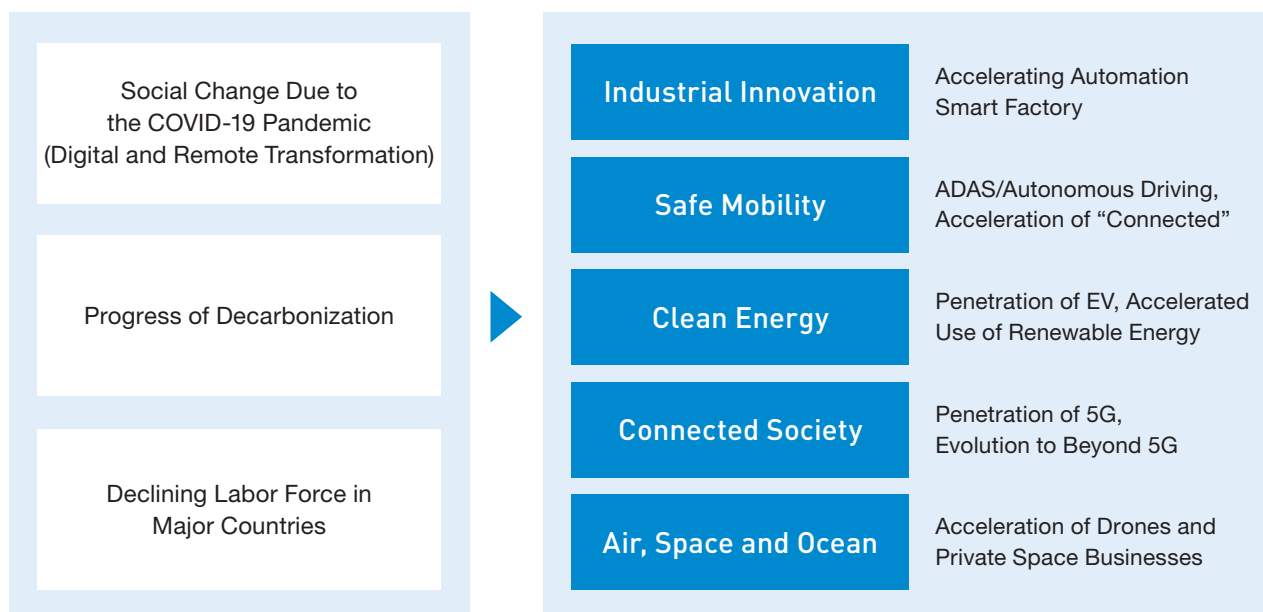 Social Change Due to
the COVID-19 Pandemic
(Digital and Remote Transformation)
Progress of Decarbonization
Declining Labor Force in
Major Countries
Industrial Innovation
Accelerating Automation
Smart Factory
Safe Mobility
ADAS/Autonomous Driving,
Acceleration of “Connected”
Clean Energy
Penetration of EV, Accelerated
Use of Renewable Energy
Connected Society
Penetration of 5G,
Evolution to Beyond 5G
Air, Space and Ocean
Acceleration of Drones and
Private Space Businesses